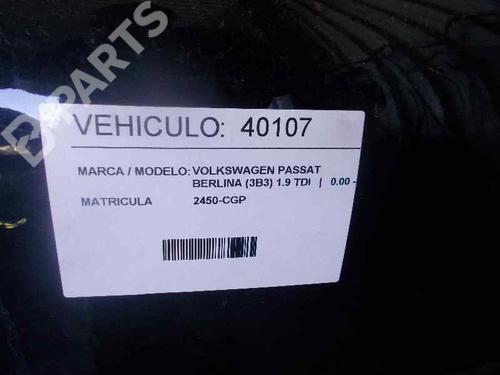 B-PARTS
VEHICULO: 40107
MARCA / MODELO: VOLKSWAGEN PASSAT
BERLINA (3B3) 1.9 TDI | 0.00 -
MATRICULA 2450-CGP